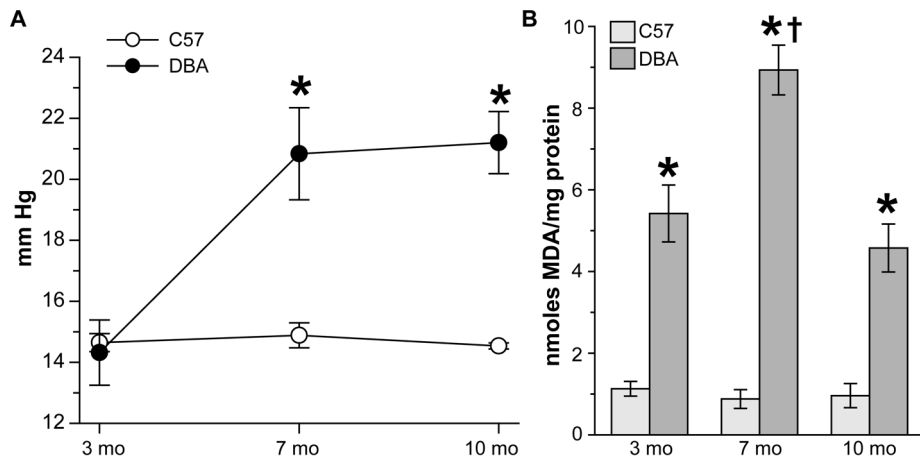 A
C57
DBA
24
22
20
18
16
14
12
mm Hg
*
*
3 mo
7 mo
10 mo
B
C57
DBA
10
8
6
4
2
0
nmoles MDA/mg protein
*
*†
*
3 mo
7 mo
10 mo